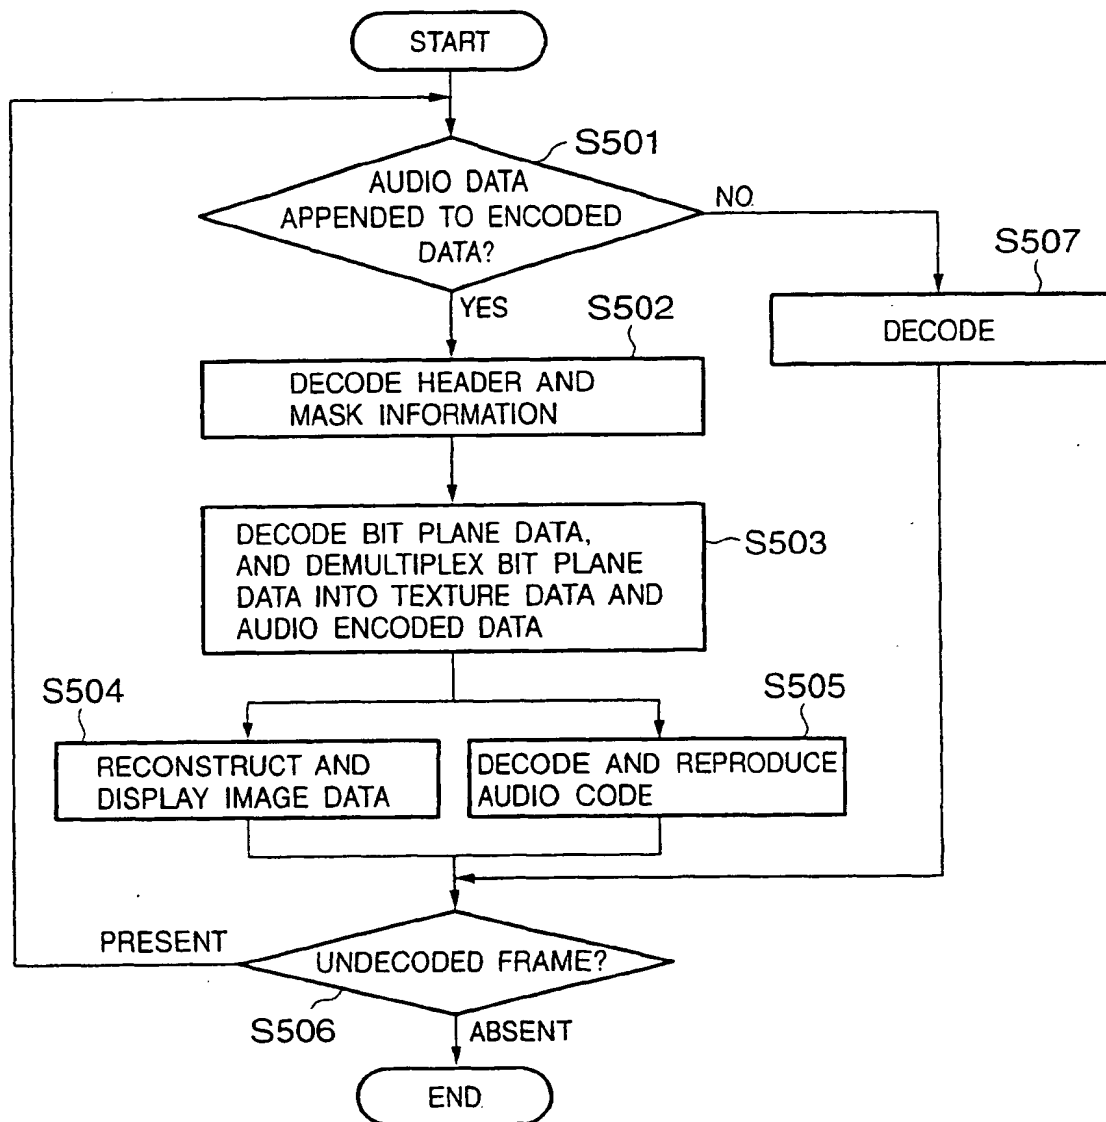 START
S501
AUDIO DATA
APPENDED TO ENCODED
DATA?
NO.
S507
DECODE
YES
S502
DECODE HEADER AND
MASK INFORMATION
DECODE BIT PLANE DATA,
AND DEMULTIPLEX BIT PLANE
DATA INTO TEXTURE DATA AND
AUDIO ENCODED DATA
S503
S504
RECONSTRUCT AND
DISPLAY IMAGE DATA
S505
DECODE AND REPRODUCE
AUDIO CODE
PRESENT
UNDECODED FRAME?
S506
ABSENT
END.